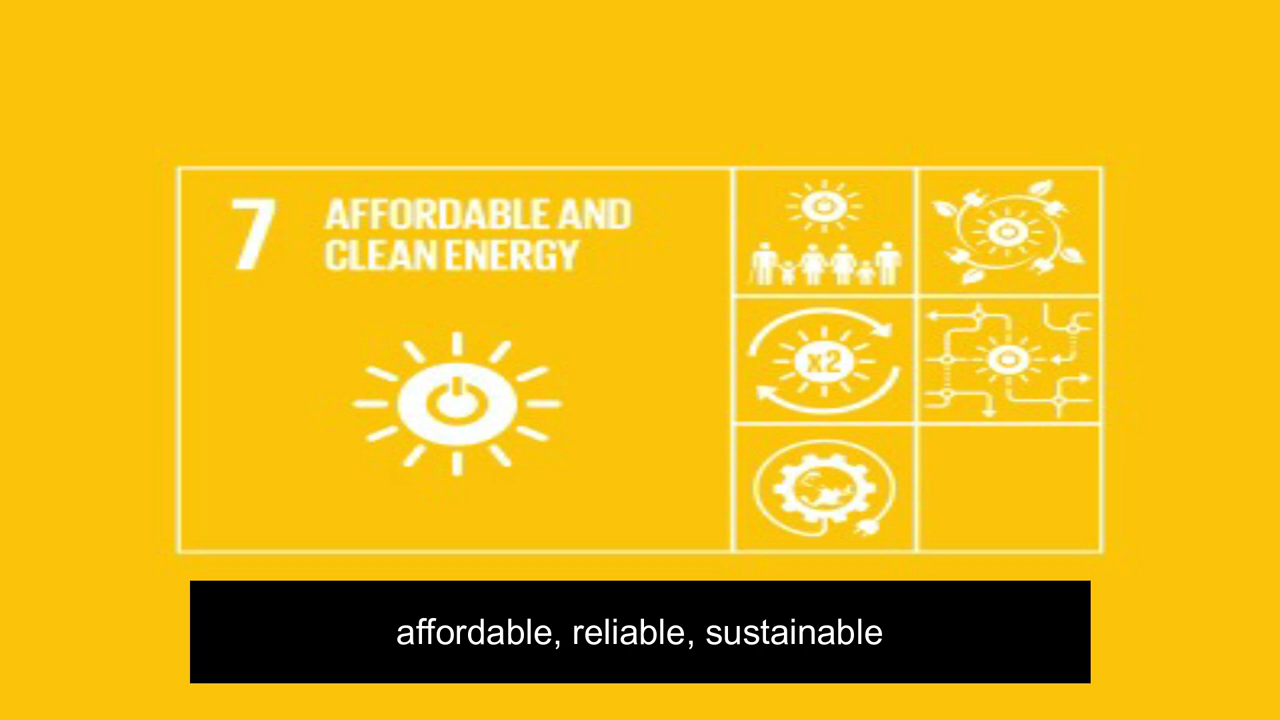 7
AFFORDABLE AND
CLEAN ENERGY
x2
affordable, reliable, sustainable